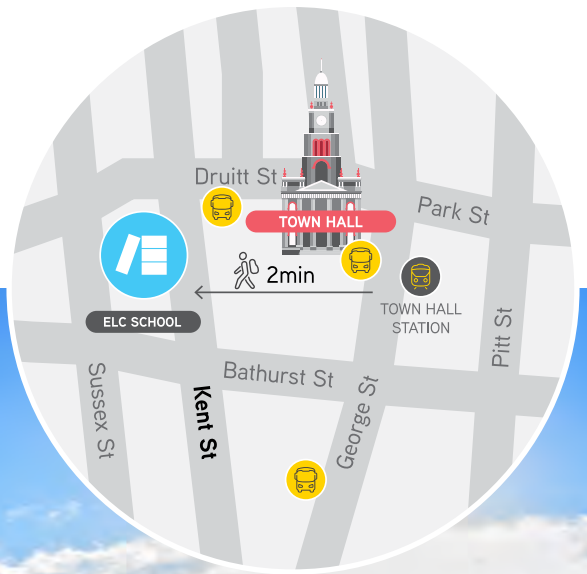 Druitt St
TOWN HALL
Park St
2min
TOWN HALL
STATION
ELC SCHOOL
Pitt St
Bathurst St
Sussex St
Kent St
George St